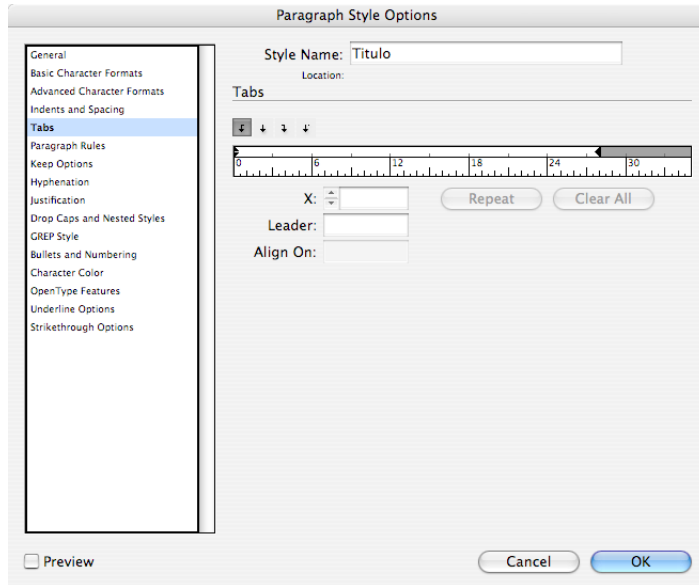 Paragraph Style Options
General
Basic Character Formats
Advanced Character Formats
Indents and Spacing
Tabs
Paragraph Rules
Keep Options
Hyphenation
Justification
Drop Caps and Nested Styles
GREP Style
Bullets and Numbering
Character Color
OpenType Features
Underline Options
Strikethrough Options
Style Name: Titulo
Location:
Tabs
0 6 12 18 24 30
X: Repeat Clear All
Leader:
Align On:
Preview Cancel OK